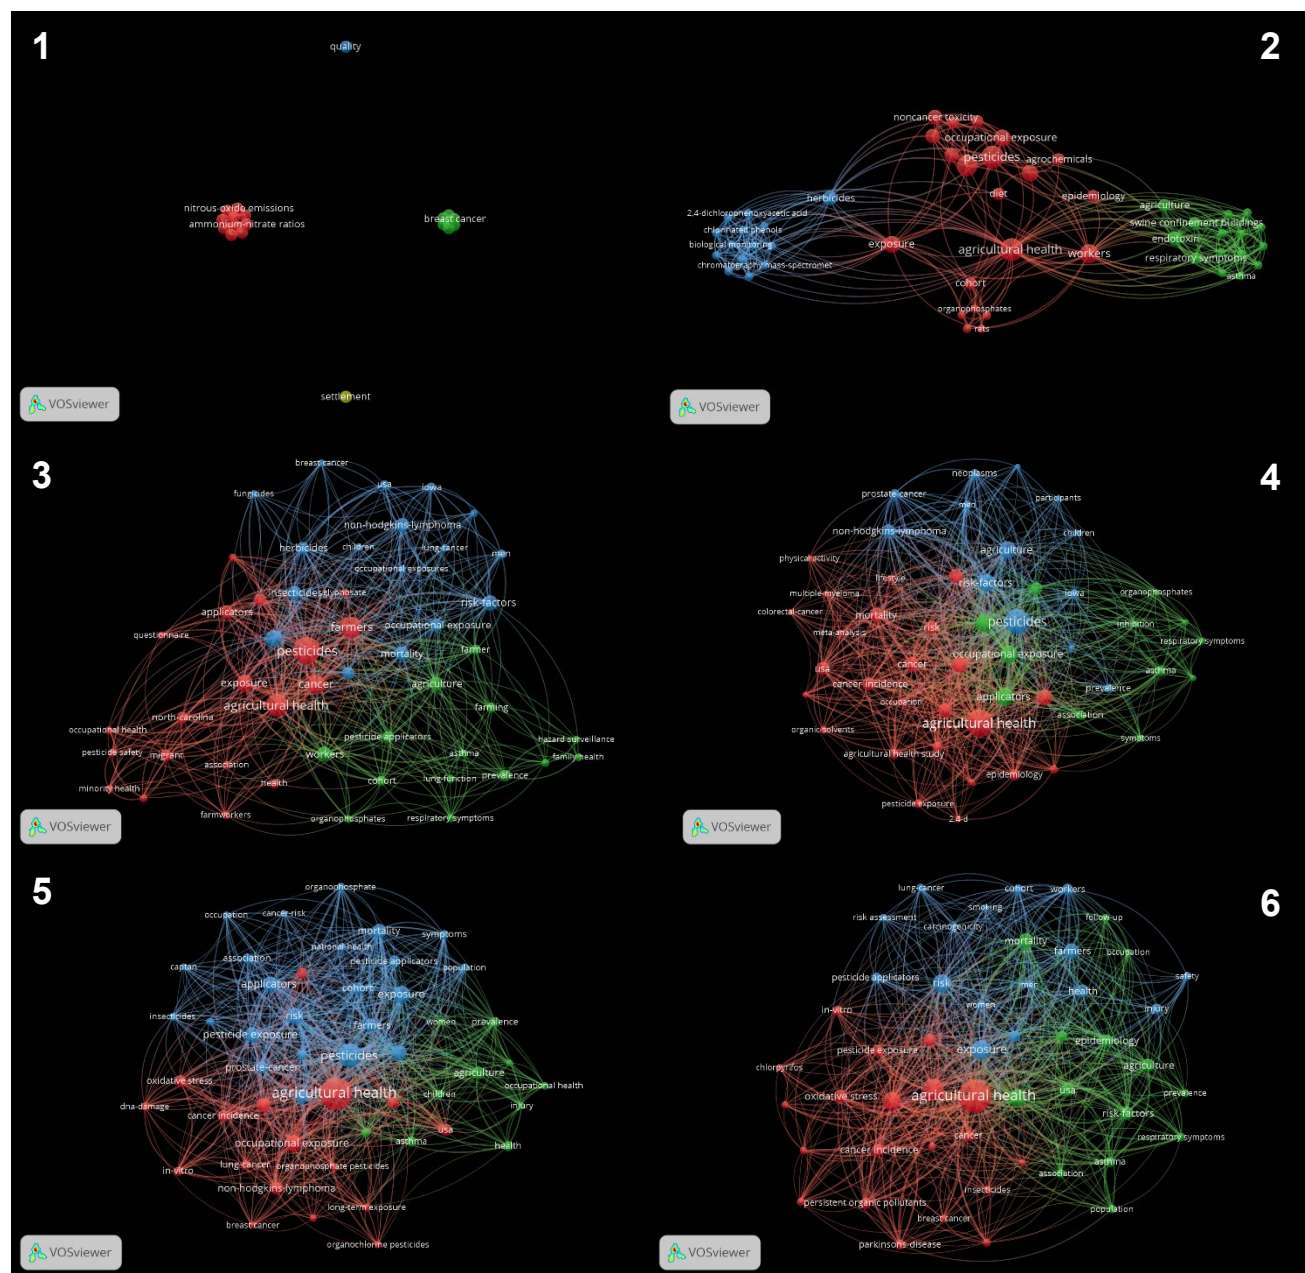 1
quality
nitrous-oxide emissions
ammonium-nitrate ratios
breast cancer
settlement
VOSviewer
2
noncancer toxicity
occupational exposure
pesticides
agrochemicals
diet
epidemiology
herbicides
2,4-dichlorophenoxyacetic acid
chlorinated phenols
biological monitoring
chromatography mass-spectromet
exposure
agricultural health
workers
agriculture
swine confinement buildings
endotoxin
respiratory symptoms
asthma
cohort
organophosphates
rats
VOSviewer
3
breast cancer
fungicides
usa
iowa
non-hodgkins-lymphoma
herbicides
children
lung-cancer
men
occupational exposures
insecticides
glyphosate
risk-factors
applicators
farmers
occupational exposure
questionnaire
pesticides
mortality
farmer
exposure
cancer
agriculture
agricultural health
farming
north-carolina
occupational health
pesticide applicators
hazard surveillance
pesticide safety
migrant
workers
asthma
family health
association
minority health
health
cohort
lung-function
prevalence
farmworkers
organophosphates
respiratory symptoms
VOSviewer
4
neoplasms
prostate-cancer
participants
men
non-hodgkins-lymphoma
children
agriculture
physical-activity
lifestyle
risk-factors
multiple-myeloma
iowa
organophosphates
colorectal-cancer
mortality
pesticides
inhibition
meta-analysis
risk
respiratory symptoms
occupational exposure
usa
cancer
asthma
cancer incidence
prevalence
occupation
applicators
association
organic-solvents
agricultural health
symptoms
agricultural health study
epidemiology
pesticide exposure
2,4-d
VOSviewer
5
organophosphate
occupation
cancer-risk
mortality
symptoms
national-health
association
pesticide applicators
captan
population
applicators
cohort
exposure
insecticides
risk
farmers
women
prevalence
pesticide exposure
pesticides
prostate-cancer
agriculture
oxidative stress
agricultural health
children
occupational health
dna-damage
cancer incidence
injury
usa
occupational exposure
asthma
health
in-vitro
lung-cancer
organophosphate pesticides
non-hodgkins-lymphoma
long-term exposure
breast cancer
organochlorine pesticides
VOSviewer
6
lung-cancer
cohort
workers
smoking
risk assessment
follow-up
carcinogenicity
mortality
farmers
occupation
pesticide applicators
safety
risk
men
health
women
in-vitro
injury
pesticide exposure
exposure
epidemiology
chlorpyrifos
agriculture
oxidative stress
agricultural health
usa
prevalence
risk-factors
cancer
respiratory symptoms
cancer incidence
asthma
association
insecticides
persistent organic pollutants
population
breast cancer
parkinsons-disease
VOSviewer